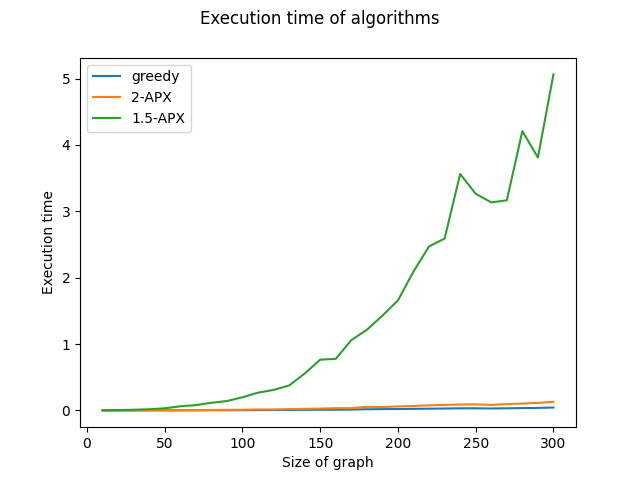 Execution time of algorithms
greedy
2-APX
1.5-APX
Execution time
5
4
3
2
1
0
0 50 100 150 200 250 300
Size of graph